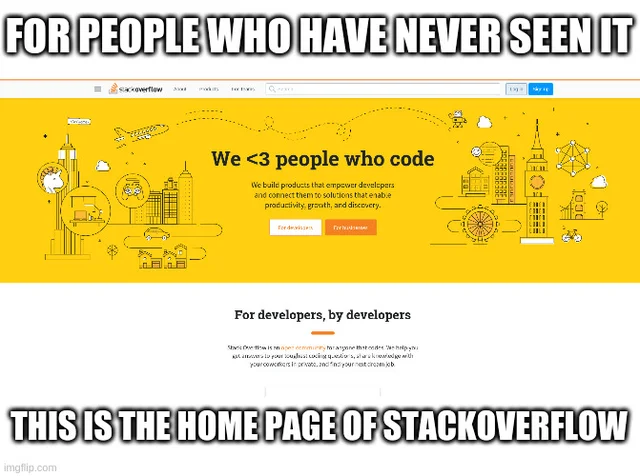 FOR PEOPLE WHO HAVE NEVER SEEN IT
stackoverflow About Products For Teams Search Log in Sign up
We <3 people who code
We build products that empower developers
and connect them to solutions that enable
productivity, growth, and discovery.
For developers For businesses
For developers, by developers
Stack Overflow is an open community for anyone that codes. We help you
get answers to your toughest coding questions, share knowledge with
your coworkers in private, and find your next dream job.
THIS IS THE HOME PAGE OF STACKOVERFLOW
imgflip.com